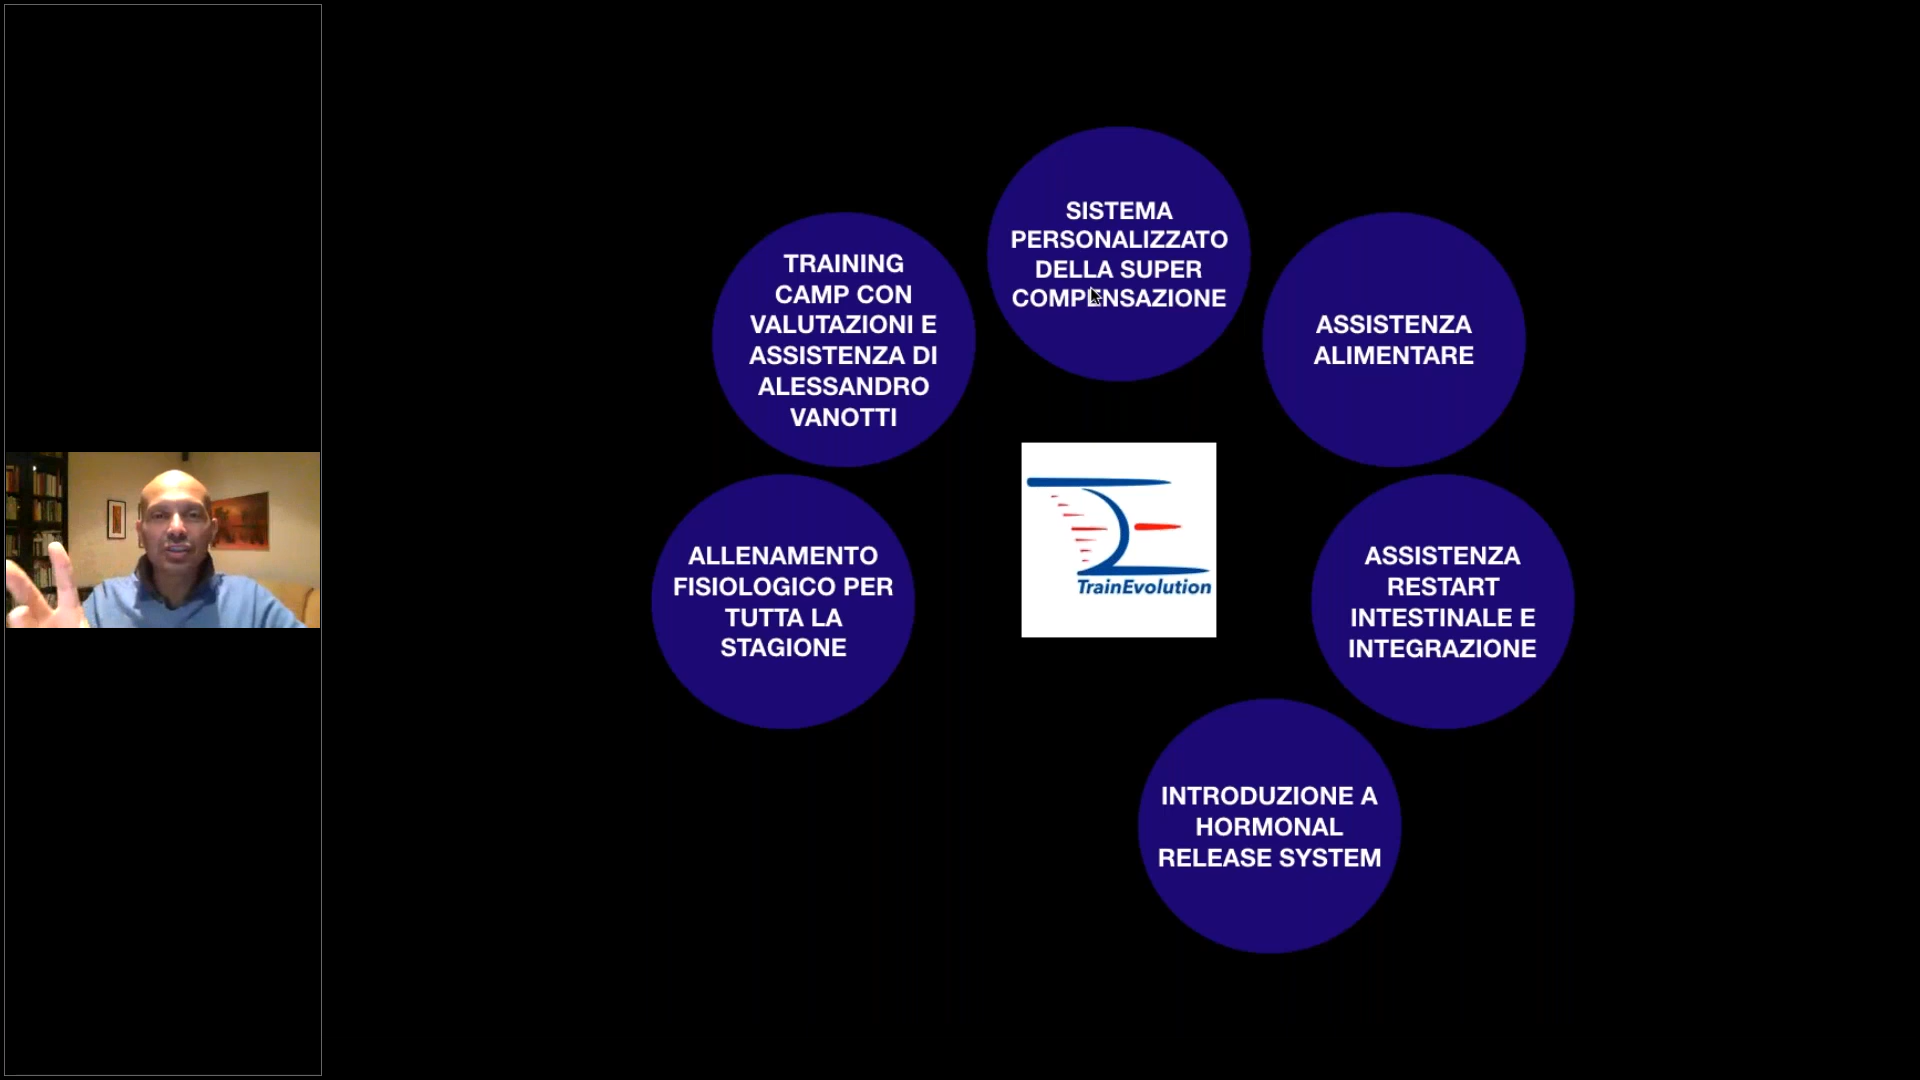 SISTEMA
PERSONALIZZATO
DELLA SUPER
COMPENSAZIONE
TRAINING
CAMP CON
VALUTAZIONI E
ASSISTENZA DI
ALESSANDRO
VANOTTI
ASSISTENZA
ALIMENTARE
TrainEvolution
ALLENAMENTO
FISIOLOGICO PER
TUTTA LA
STAGIONE
ASSISTENZA
RESTART
INTESTINALE E
INTEGRAZIONE
INTRODUZIONE A
HORMONAL
RELEASE SYSTEM